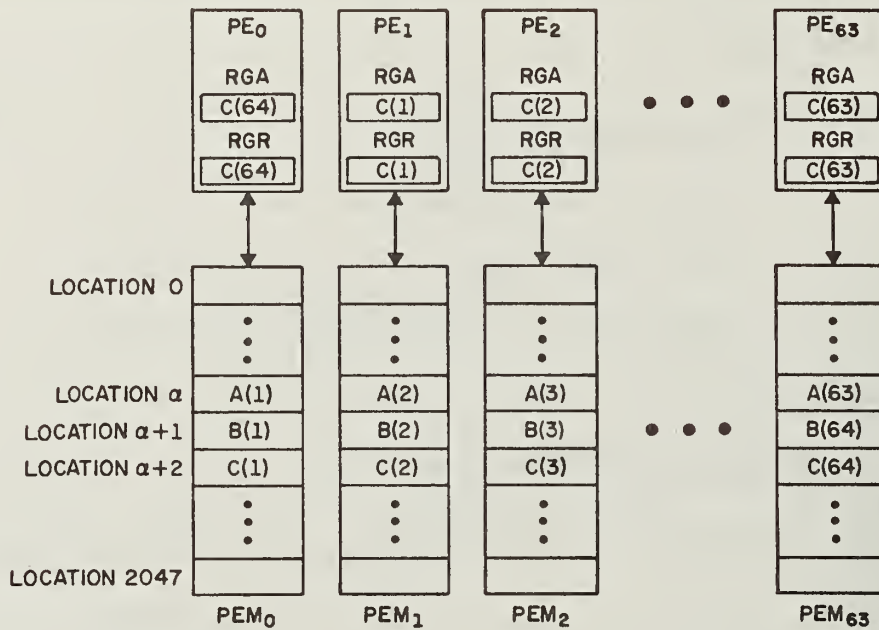 PE0 PE1 PE2 PE63
RGA RGA RGA RGA
C(64) C(1) C(2) C(63)
RGR RGR RGR RGR
C(64) C(1) C(2) C(63)
LOCATION 0
LOCATION α A(1) A(2) A(3) A(63)
LOCATION α+1 B(1) B(2) B(3) B(64)
LOCATION α+2 C(1) C(2) C(3) C(64)
LOCATION 2047
PEM0 PEM1 PEM2 PEM63